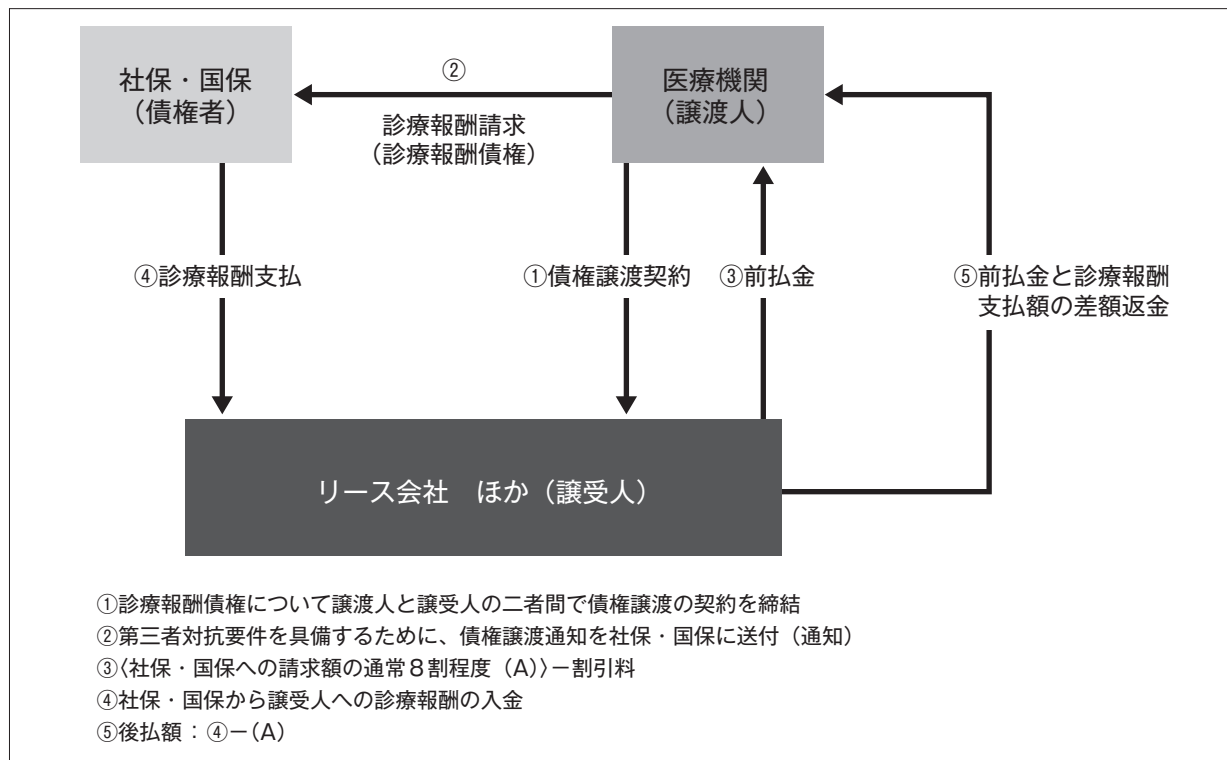 社保・国保
（債権者）
②
診療報酬請求
（診療報酬債権）
医療機関
（譲渡人）
④診療報酬支払
①債権譲渡契約
③前払金
⑤前払金と診療報酬
支払額の差額返金
リース会社　ほか（譲受人）
①診療報酬債権について譲渡人と譲受人の二者間で債権譲渡の契約を締結
②第三者対抗要件を具備するために、債権譲渡通知を社保・国保に送付（通知）
③〈社保・国保への請求額の通常８割程度（A）〉－割引料
④社保・国保から譲受人への診療報酬の入金
⑤後払額：④－（A）